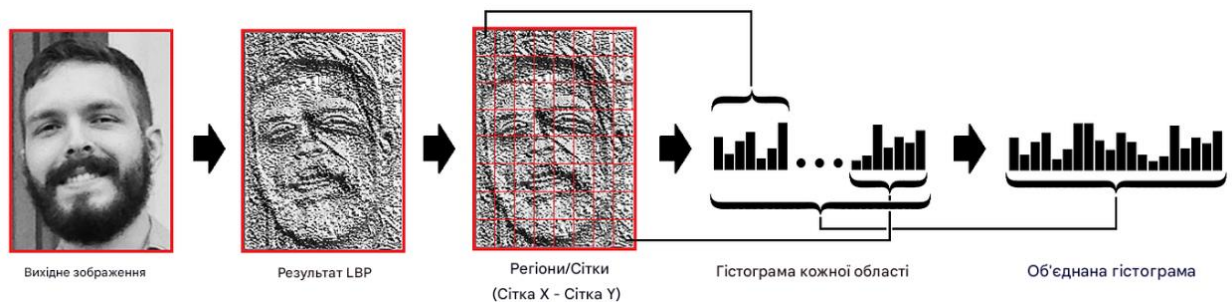 Вихідне зображення
Результат LBP
Регіони/Сітки
(Сітка X - Сітка Y)
Гістограма кожної області
Об'єднана гістограма